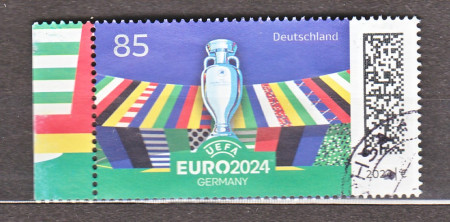 85
Deutschland
UEFA
EURO2024
GERMANY